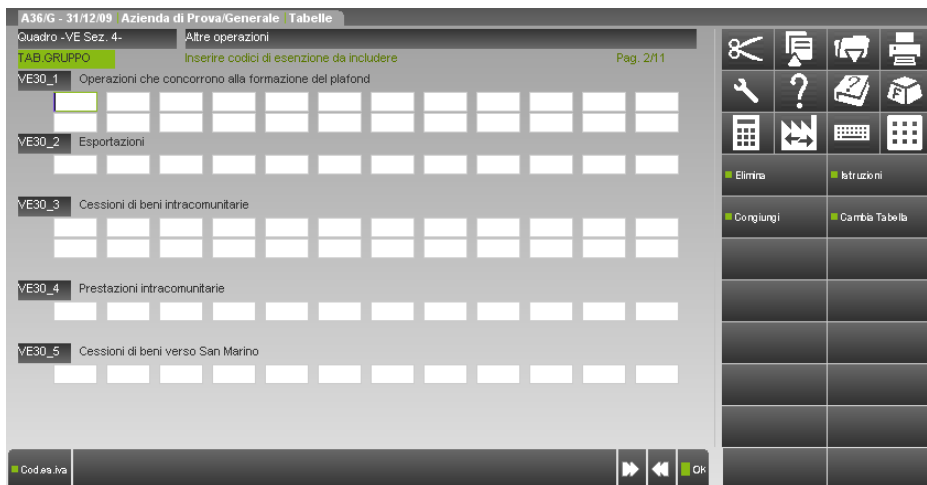 A36/G - 31/12/09 Azienda di Prova/Generale Tabelle
Quadro -VE Sez. 4- Altre operazioni
TAB.GRUPPO Inserire codici di esenzione da includere Pag. 2/11
VE30_1 Operazioni che concorrono alla formazione del plafond
VE30_2 Esportazioni
VE30_3 Cessioni di beni intracomunitarie
VE30_4 Prestazioni intracomunitarie
VE30_5 Cessioni di beni verso San Marino
Cod.es.iva Ok
Elimina Istruzioni
Congiungi Cambia Tabella